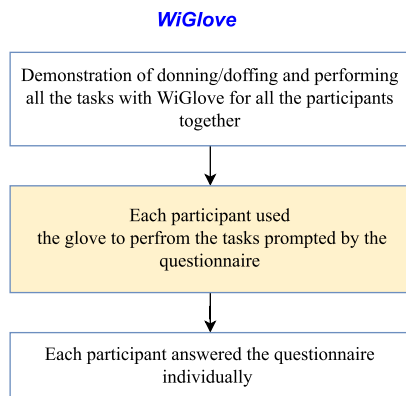 WiGlove
Demonstration of donning/doffing and performing
all the tasks with WiGlove for all the participants
together
Each participant used
the glove to perfrom the tasks prompted by the
questionnaire
Each participant answered the questionnaire
individually